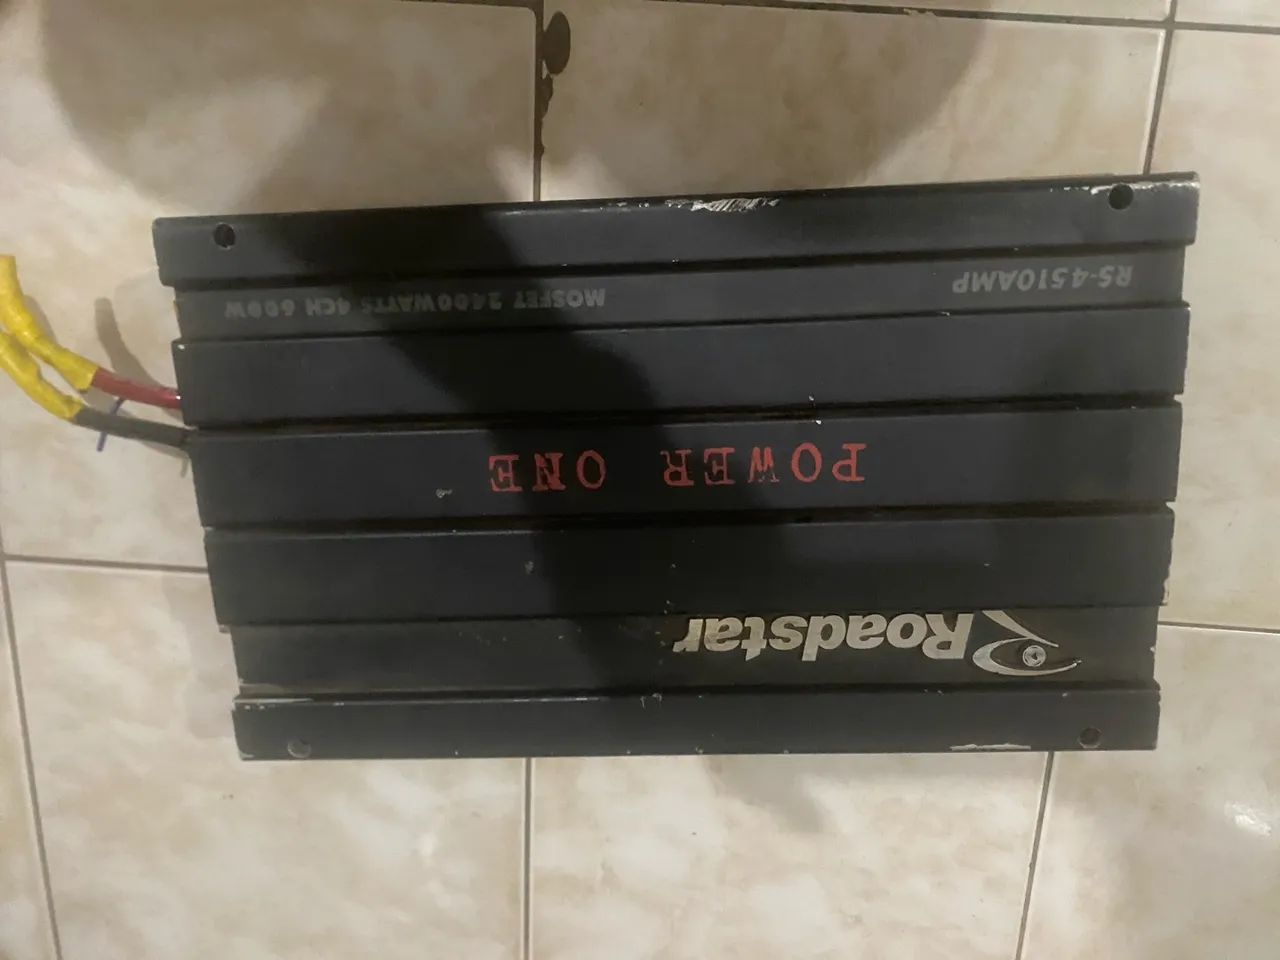 Roadstar
POWER ONE
RS-4510AMP
MOSFET 2400WATTS 4CH 600W